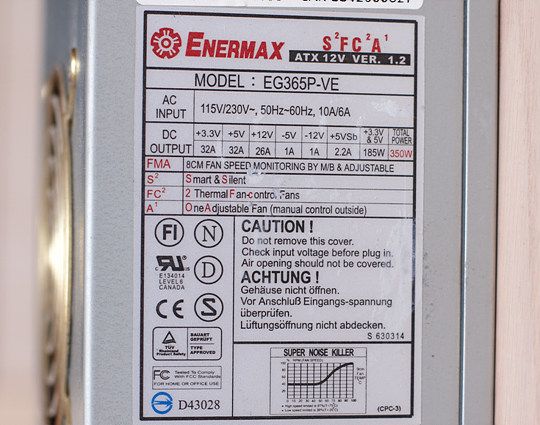 ENERMAX
S²FC²A¹
ATX 12V VER. 1.2
MODEL : EG365P-VE
AC INPUT 115V/230V~, 50Hz~60Hz, 10A/6A
DC OUTPUT +3.3V +5V +12V -5V -12V +5VSb +3.3V & 5V TOTAL POWER
32A 32A 26A 1A 1A 2.2A 185W 350W
FMA 8CM FAN SPEED MONITORING BY M/B & ADJUSTABLE
S² Smart & Silent
FC² 2 Thermal Fan-control Fans
A¹ One Adjustable Fan (manual control outside)
FI N
D
E134014
LEVEL6
CANADA
CE S
CAUTION !
Do not remove this cover.
Check input voltage before plug in.
Air opening should not be covered.
ACHTUNG !
Gehäuse nicht öffnen.
Vor Anschluß Eingangs-spannung
überprüfen.
Lüftungsöffnung nicht abdecken.
S 630314
TÜV
Rheinland
Product Safety
BAUART
GEPRÜFT
TYPE
APPROVED
FC Tested To Comply
With FCC Standards
FOR HOME OR OFFICE USE
D43028
SUPER NOISE KILLER
(CPC-3)